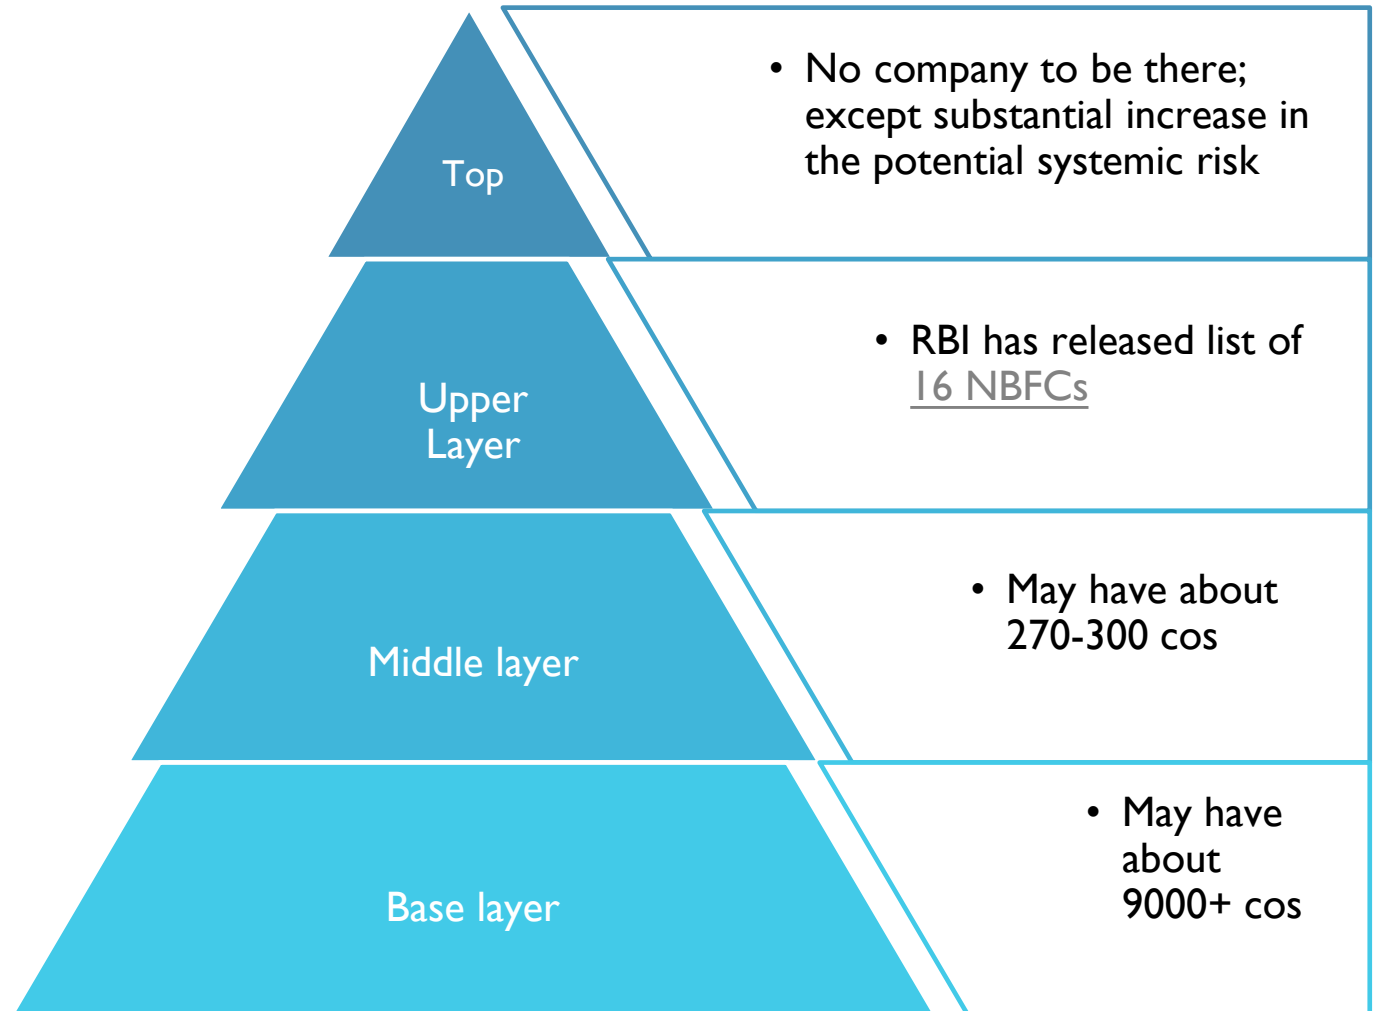 Top
• No company to be there;
except substantial increase in
the potential systemic risk
Upper
Layer
• RBI has released list of
16 NBFCs
Middle layer
• May have about
270-300 cos
Base layer
• May have
about
9000+ cos